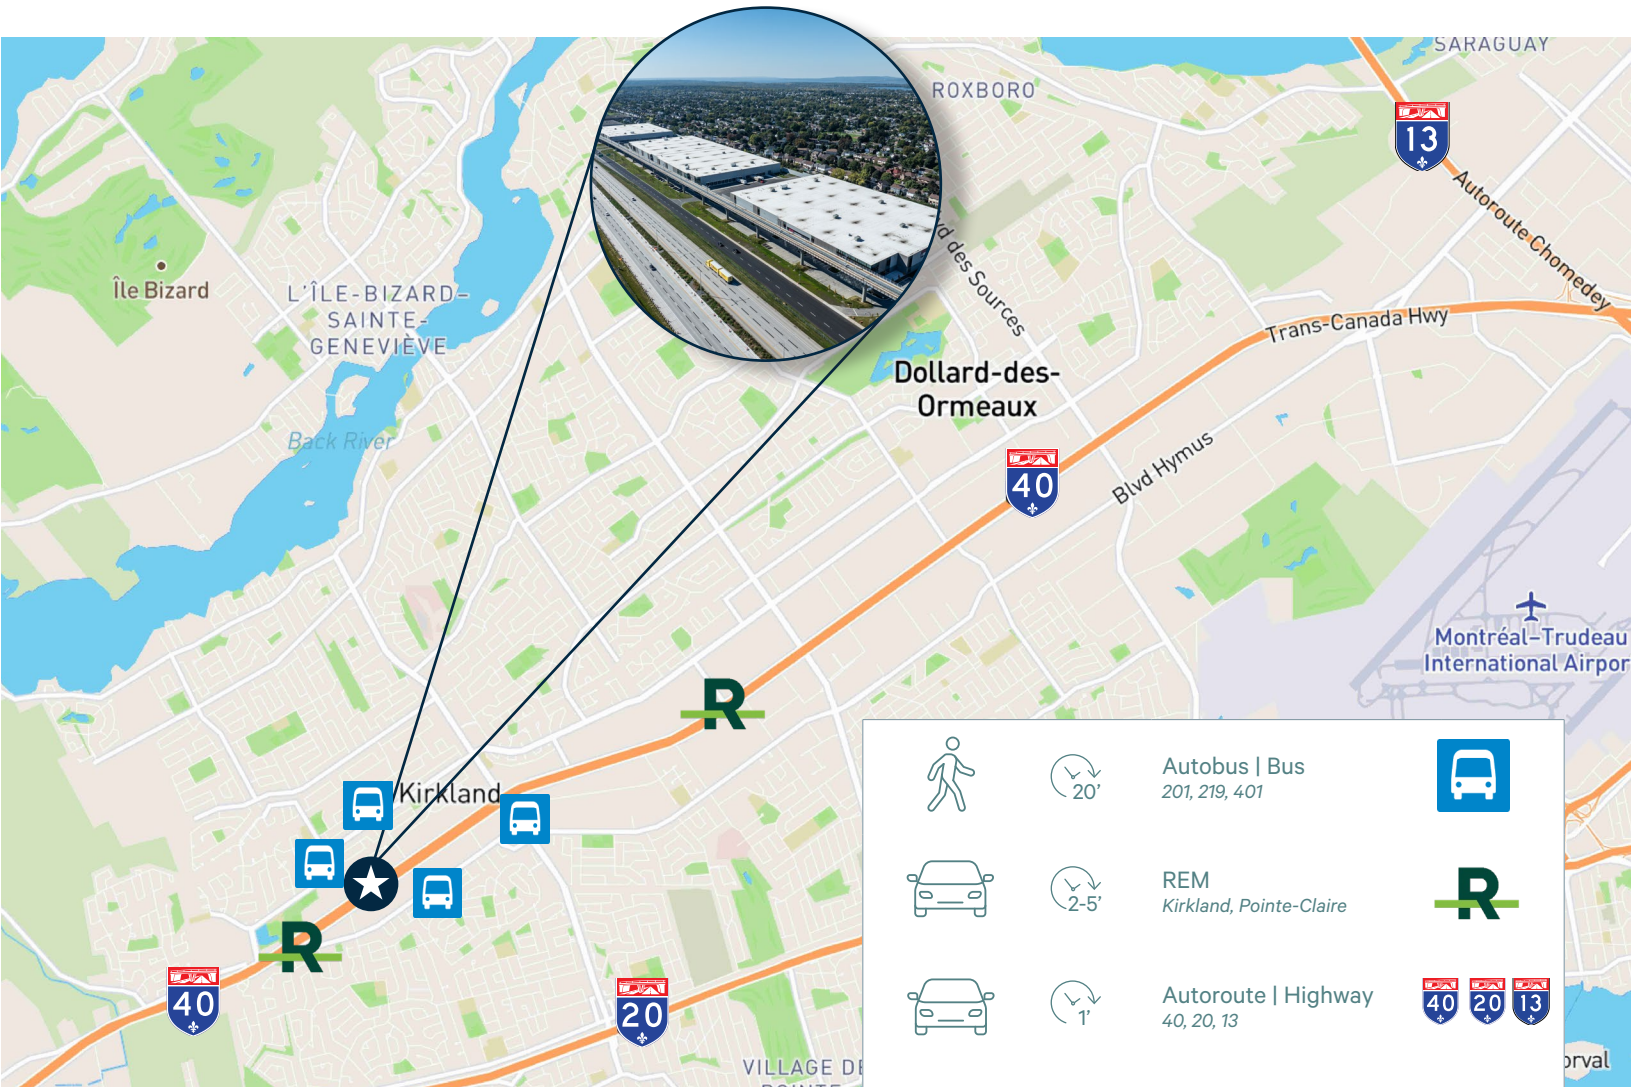 SARAGUAY
ROXBORO
13
Autoroute Chomedey
des Sources
Île Bizard
L'ÎLE-BIZARD-
SAINTE-
GENEVIÈVE
Trans-Canada Hwy
Dollard-des-
Ormeaux
Back River
40
Blvd Hymus
Montréal–Trudeau
International Airpor
R
Kirkland
R
40
20
VILLAGE DE
POINTE
orval
20'
Autobus | Bus
201, 219, 401
2-5'
REM
Kirkland, Pointe-Claire
R
1'
Autoroute | Highway
40, 20, 13
40 20 13